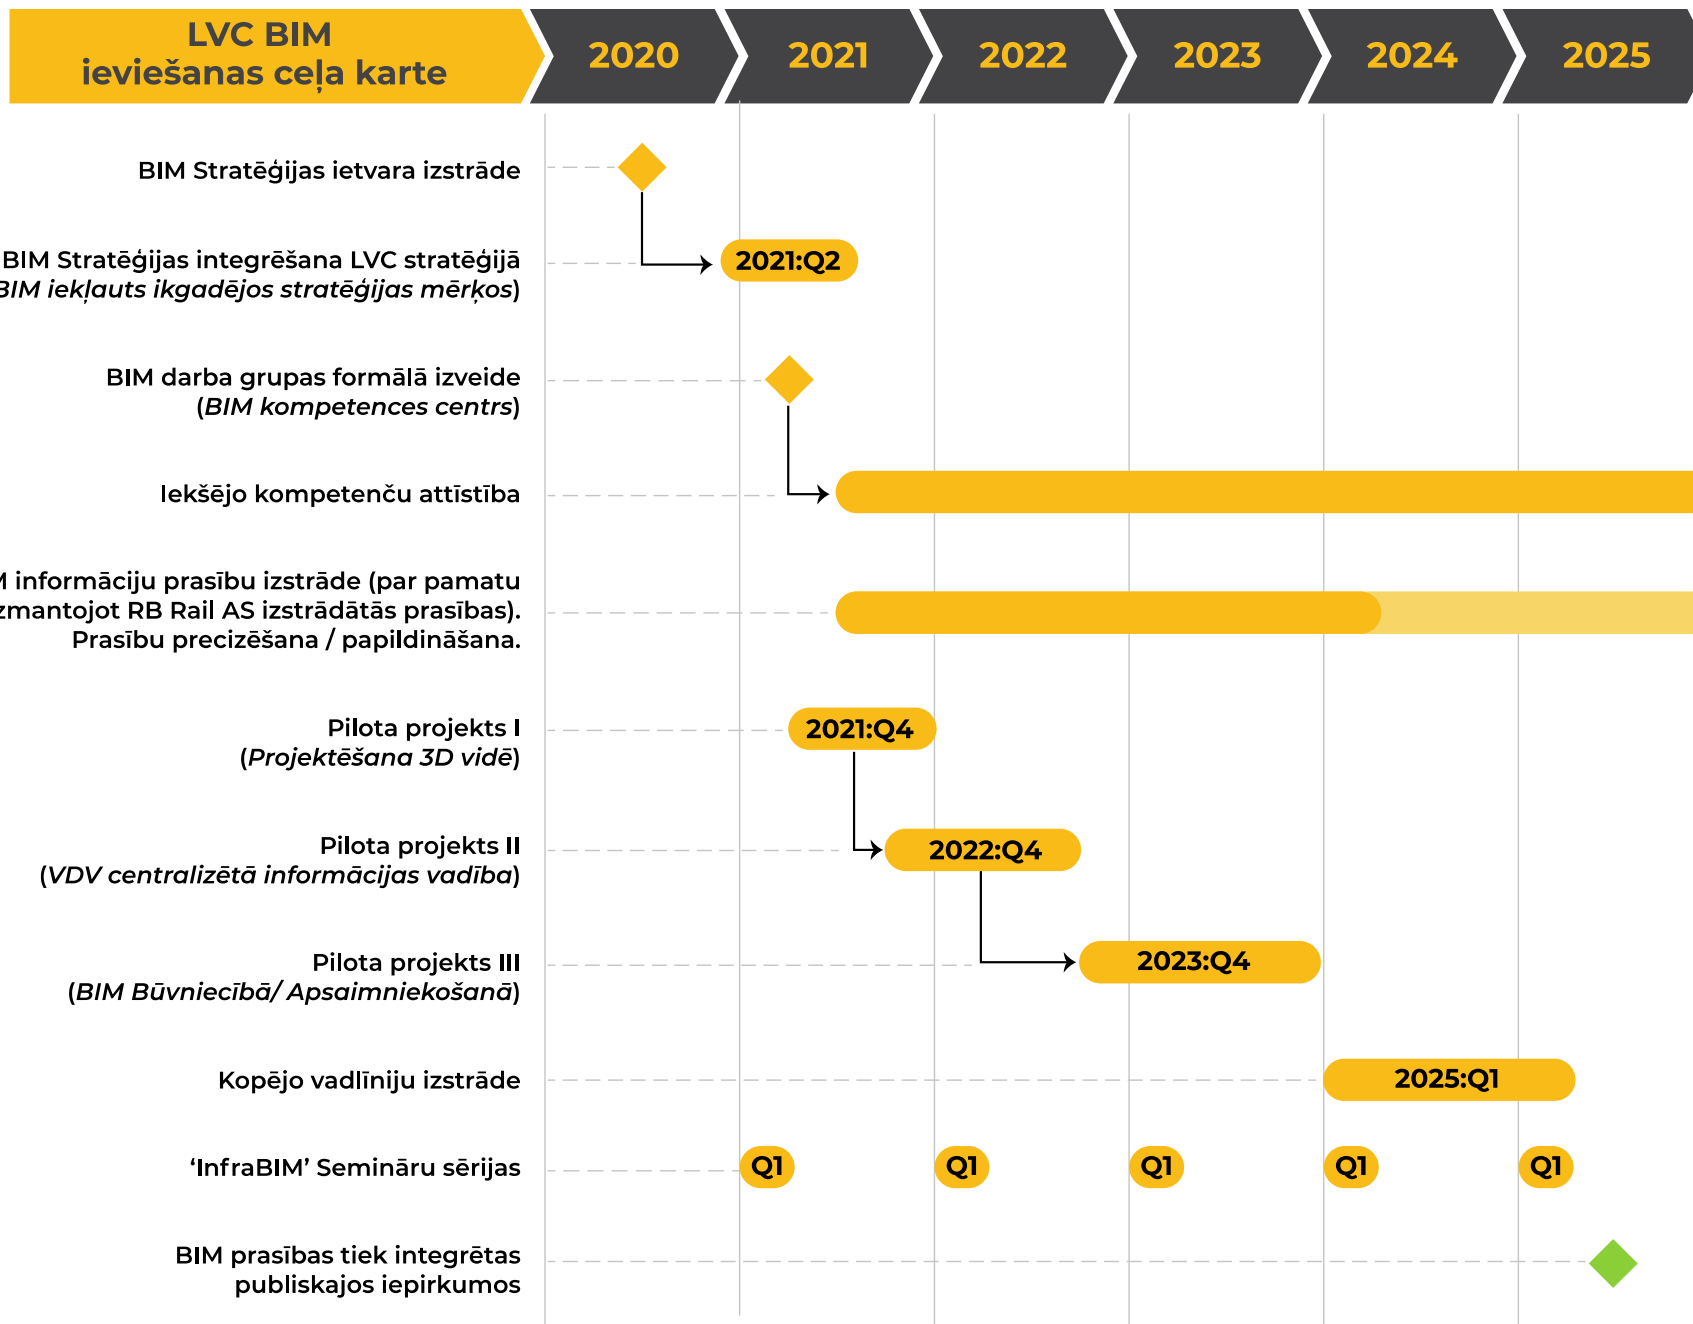 LVC BIM
ieviešanas ceļa karte
2020
2021
2022
2023
2024
2025
BIM Stratēģijas ietvara izstrāde
BIM Stratēģijas integrēšana LVC stratēģijā
BIM iekļauts ikgadējos stratēģijas mērķos)
2021:Q2
BIM darba grupas formālā izveide
(BIM kompetences centrs)
Iekšējo kompetenču attīstība
M informāciju prasību izstrāde (par pamatu
zmantojot RB Rail AS izstrādātās prasības).
Prasību precizēšana / papildināšana.
Pilota projekts I
(Projektēšana 3D vidē)
2021:Q4
Pilota projekts II
(VDV centralizētā informācijas vadība)
2022:Q4
Pilota projekts III
(BIM Būvniecībā/ Apsaimniekošanā)
2023:Q4
Kopējo vadlīniju izstrāde
2025:Q1
‘InfraBIM’ Semināru sērijas
Q1
Q1
Q1
Q1
Q1
BIM prasības tiek integrētas
publiskajos iepirkumos